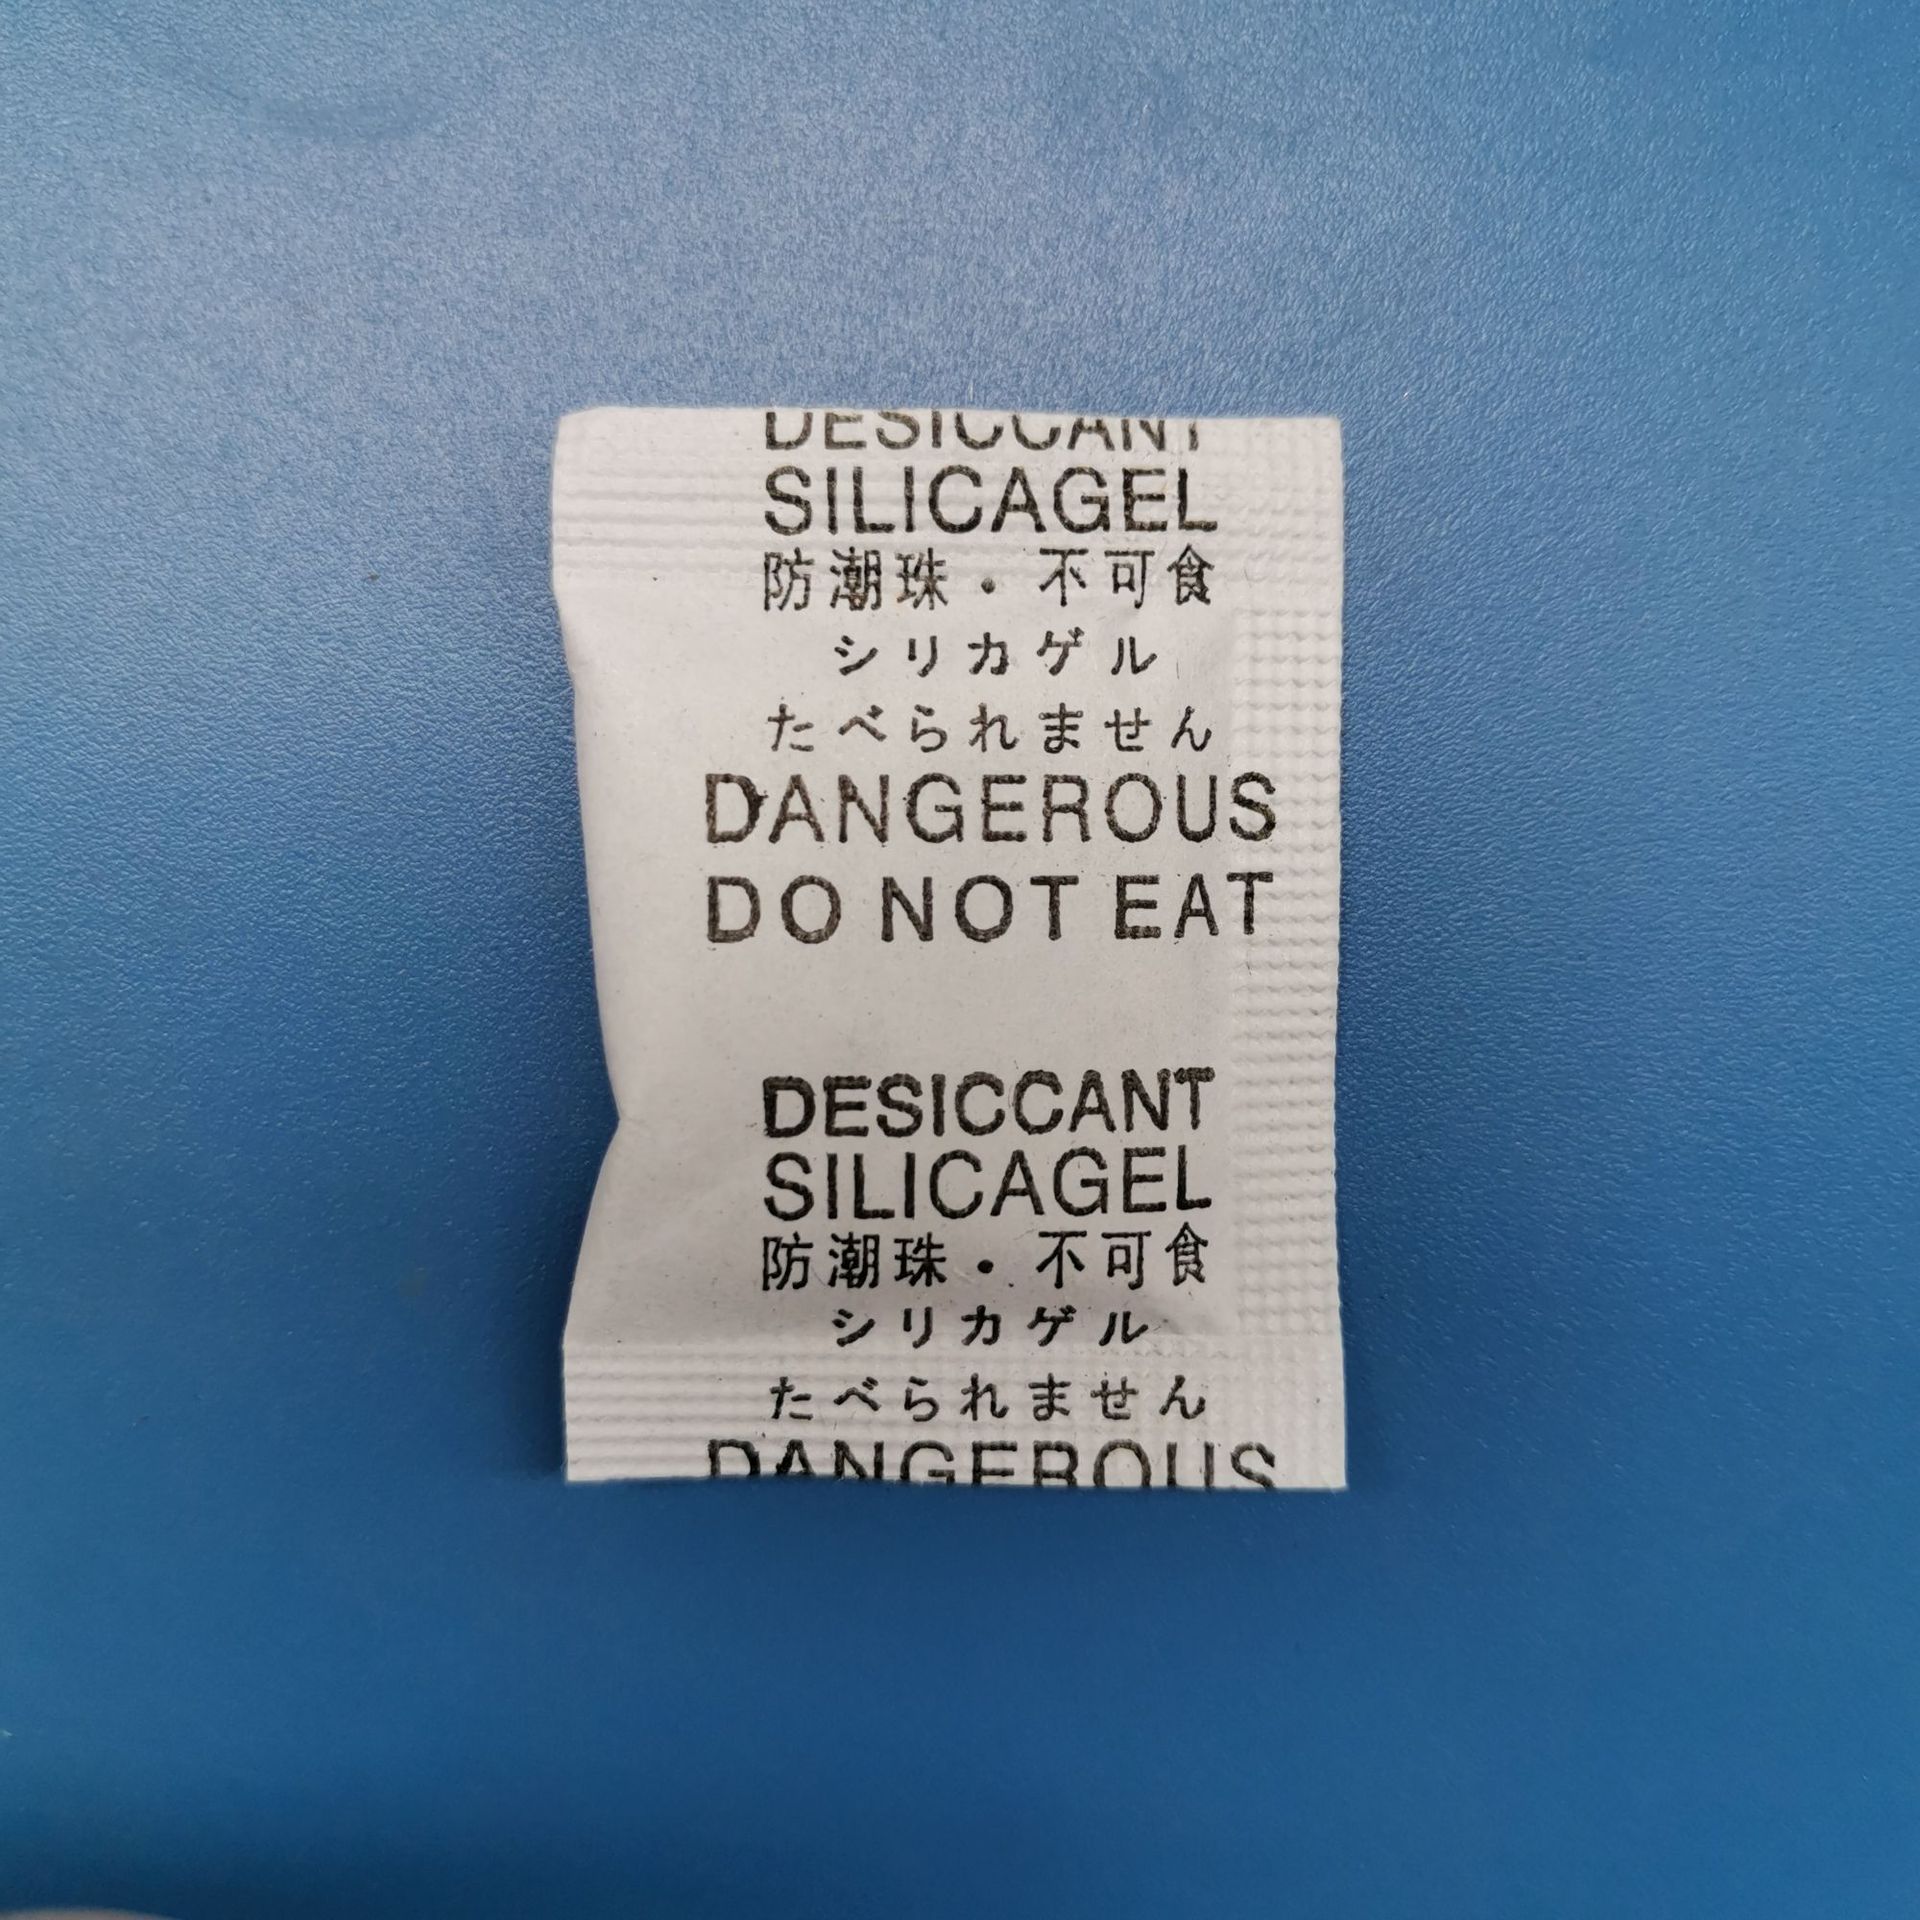 DESICCANT
SILICAGEL
防潮珠・不可食
シリカゲル
たべられません
DANGEROUS
DO NOT EAT
DESICCANT
SILICAGEL
防潮珠・不可食
シリカゲル
たべられません
DANGEROUS